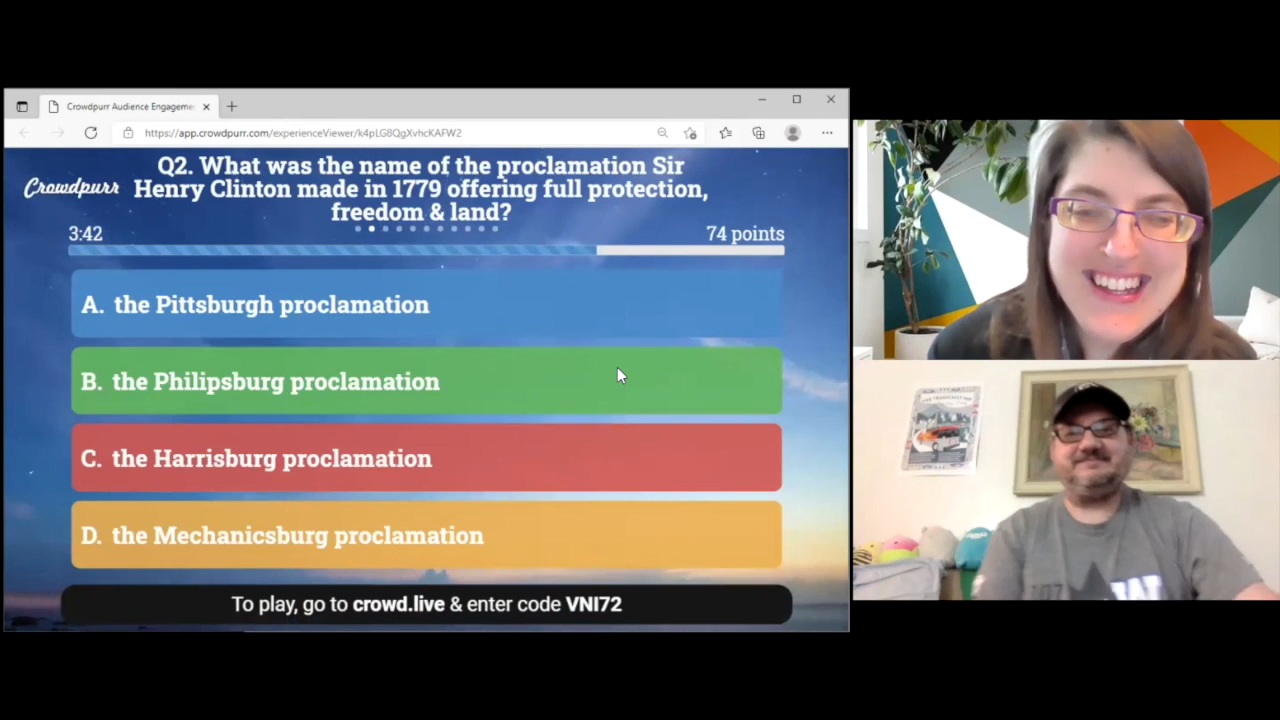 Crowdpurr Audience Engageme
https://app.crowdpurr.com/experienceViewer/k4pLG8QgXvhcKAFW2
Crowdpurr
Q2. What was the name of the proclamation Sir
Henry Clinton made in 1779 offering full protection,
freedom & land?
3:42
74 points
A. the Pittsburgh proclamation
B. the Philipsburg proclamation
C. the Harrisburg proclamation
D. the Mechanicsburg proclamation
To play, go to crowd.live & enter code VNI72